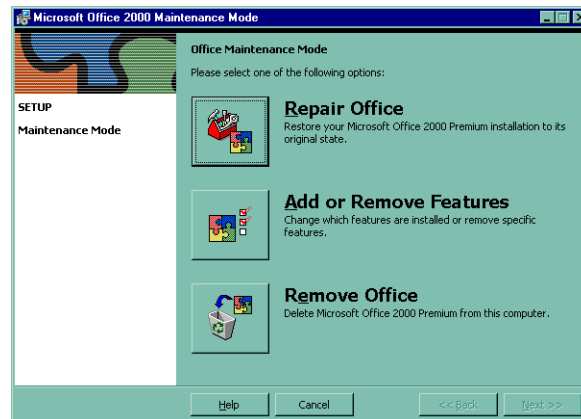 Microsoft Office 2000 Maintenance Mode
Office Maintenance Mode
Please select one of the following options:
SETUP
Maintenance Mode
Repair Office
Restore your Microsoft Office 2000 Premium installation to its
original state.
Add or Remove Features
Change which features are installed or remove specific
features.
Remove Office
Delete Microsoft Office 2000 Premium from this computer.
Help
Cancel
<< Back
Next >>